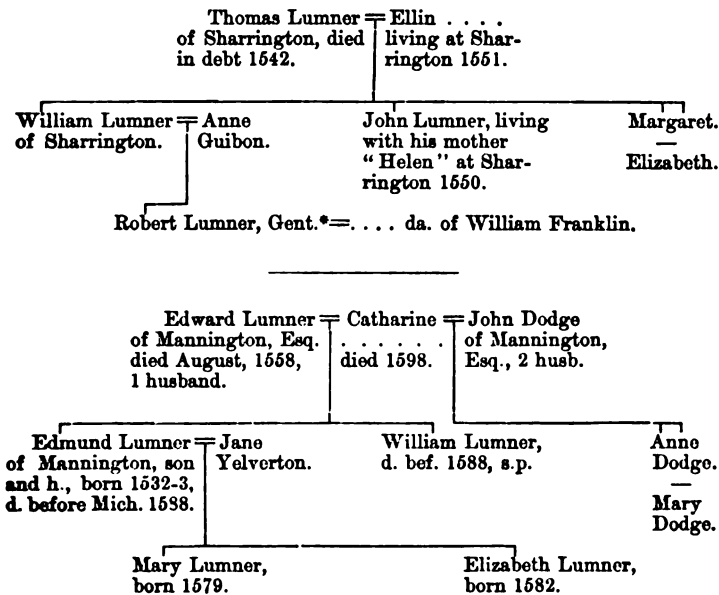 Thomas Lumner = Ellin . . . .
of Sharrington, died living at Shar-
in debt 1542. rington 1551.
William Lumner = Anne John Lumner, living Margaret.
of Sharrington. Guibon. with his mother —
"Helen" at Shar- Elizabeth.
rington 1550.
Robert Lumner, Gent.*=. . . . da. of William Franklin.
Edward Lumner = Catharine = John Dodge
of Mannington, Esq. . . . . . . of Mannington,
died August, 1558, died 1598. Esq., 2 husb.
1 husband.
Edmund Lumner = Jane William Lumner, Anne
of Mannington, son Yelverton. d. bef. 1588, s.p. Dodge.
and h., born 1532-3, —
d. before Mich. 1588. Mary
Dodge.
Mary Lumner, Elizabeth Lumner,
born 1579. born 1582.